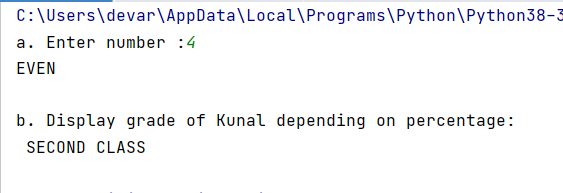 C:\Users\devar\AppData\Local\Programs\Python\Python38-3
a. Enter number :4
EVEN
b. Display grade of Kunal depending on percentage:
SECOND CLASS